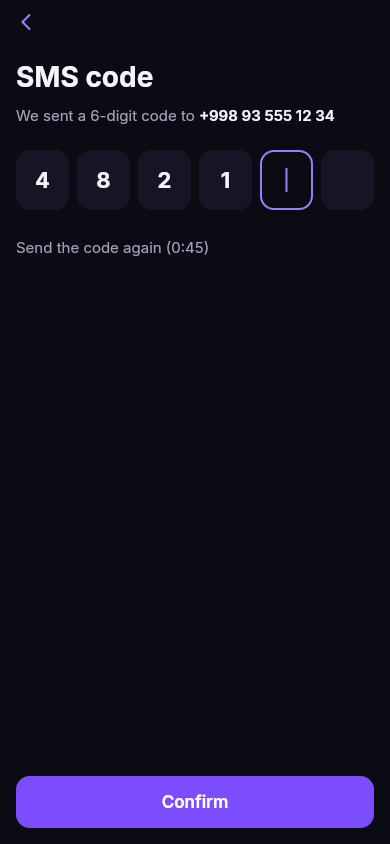 SMS code
We sent a 6-digit code to +998 93 555 12 34
4 8 2 1
Send the code again (0:45)
Confirm